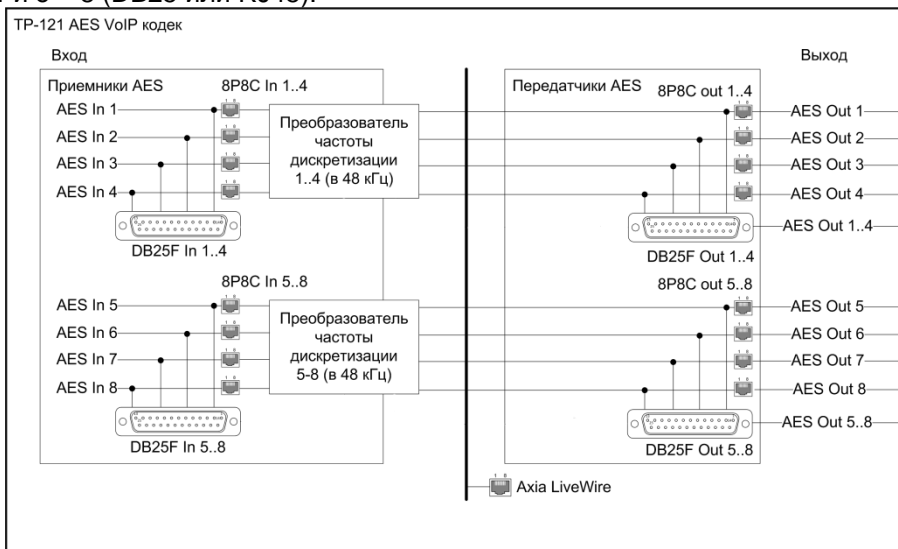 и 5 – 8 (DB25 или RJ45).
TP-121 AES VoIP кодек
Вход
Выход
Приемники AES
8P8C In 1..4
AES In 1
AES In 2
AES In 3
AES In 4
DB25F In 1..4
Преобразователь
частоты
дискретизации
1..4 (в 48 кГц)
Передатчики AES
8P8C out 1..4
AES Out 1
AES Out 2
AES Out 3
AES Out 4
AES Out 1..4
DB25F Out 1..4
8P8C In 5..8
AES In 5
AES In 6
AES In 7
AES In 8
DB25F In 5..8
Преобразователь
частоты
дискретизации
5-8 (в 48 кГц)
8P8C out 5..8
AES Out 5
AES Out 6
AES Out 7
AES Out 8
AES Out 5..8
DB25F Out 5..8
Axia LiveWire